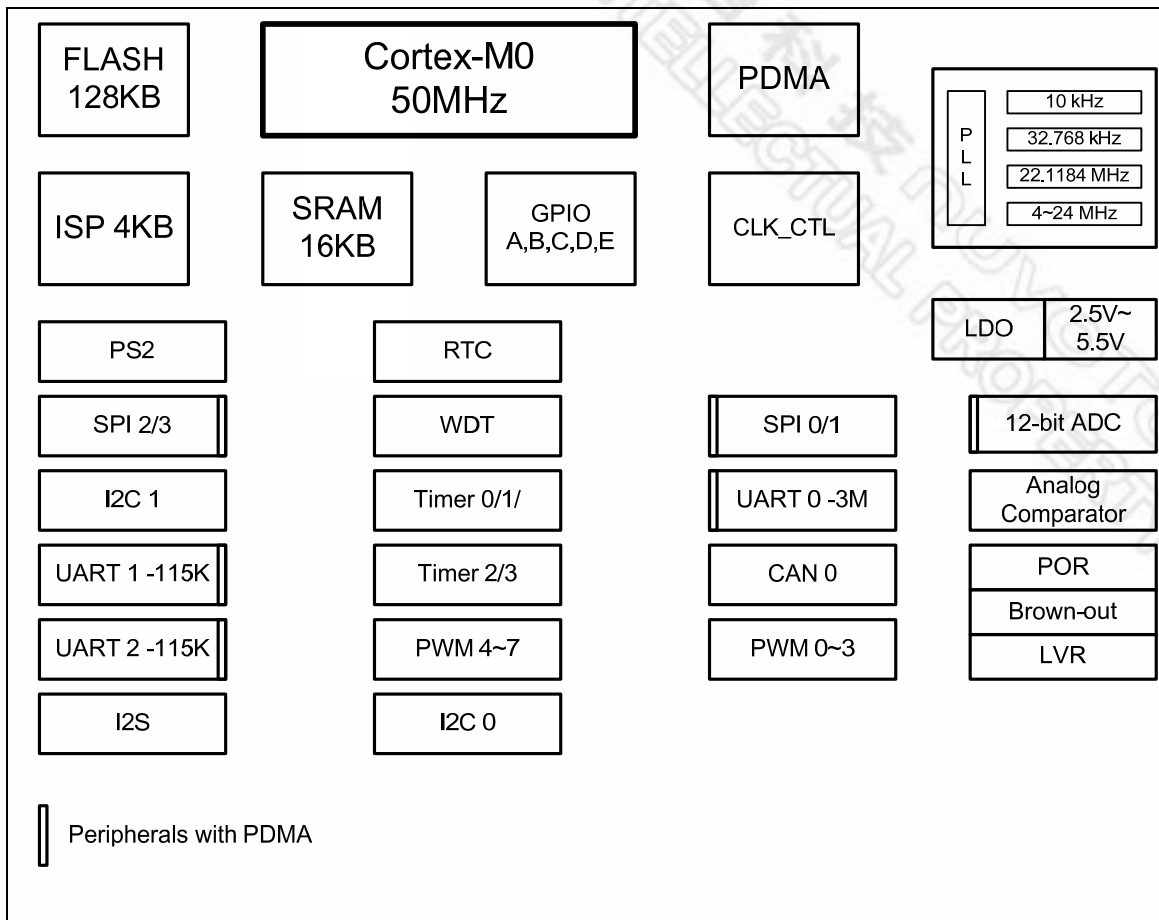 FLASH
128KB
Cortex-M0
50MHz
PDMA
P
L
L
10 kHz
32.768 kHz
22.1184 MHz
4~24 MHz
ISP 4KB
SRAM
16KB
GPIO
A,B,C,D,E
CLK_CTL
LDO
2.5V~
5.5V
PS2
RTC
SPI 2/3
WDT
SPI 0/1
12-bit ADC
I2C 1
Timer 0/1/
UART 0 -3M
Analog
Comparator
UART 1 -115K
Timer 2/3
CAN 0
POR
Brown-out
UART 2 -115K
PWM 4~7
PWM 0~3
LVR
I2S
I2C 0
Peripherals with PDMA